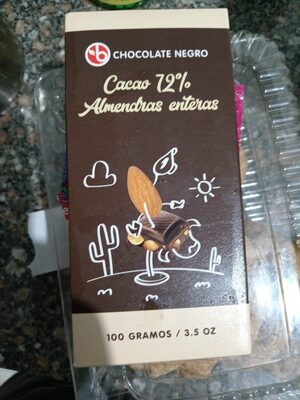 b CHOCOLATE NEGRO
Cacao 72%
Almendras enteras
100 GRAMOS / 3.5 OZ